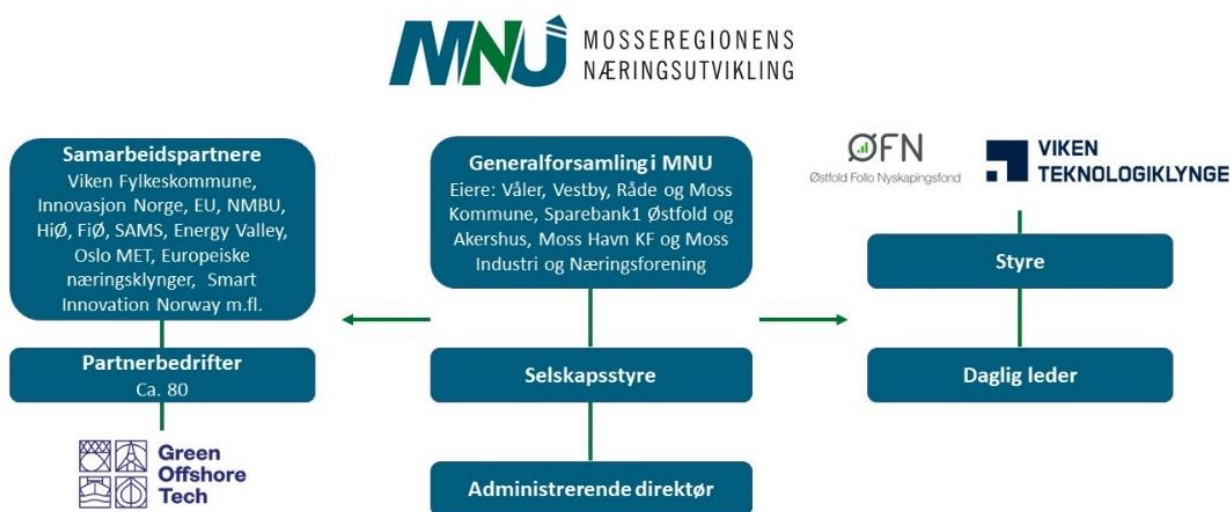 MNU MOSSEREGIONENS
NÆRINGSUTVIKLING
Samarbeidspartnere
Viken Fylkeskommune,
Innovasjon Norge, EU, NMBU,
HiØ, FiØ, SAMS, Energy Valley,
Oslo MET, Europeiske
næringsklynger, Smart
Innovation Norway m.fl.
Partnerbedrifter
Ca. 80
Green
Offshore
Tech
Generalforsamling i MNU
Eiere: Våler, Vestby, Råde og Moss
Kommune, Sparebank1 Østfold og
Akershus, Moss Havn KF og Moss
Industri og Næringsforening
Selskapsstyre
Administrerende direktør
ØFN
Østfold Follo Nyskapingsfond
VIKEN
TEKNOLOGIKLYNGE
Styre
Daglig leder